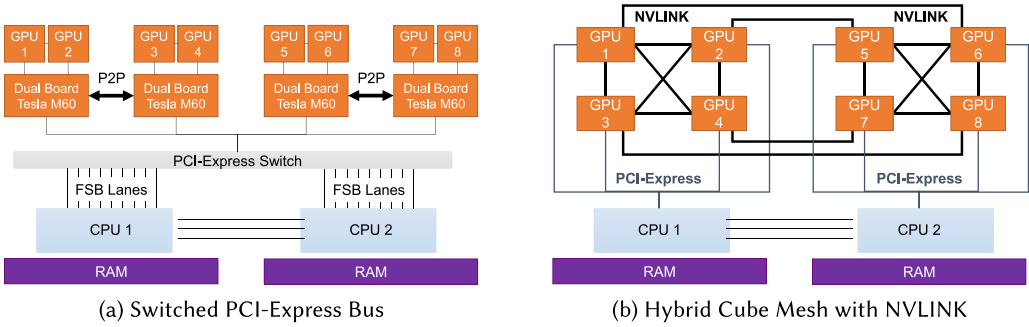 GPU 1
GPU 2
GPU 3
GPU 4
GPU 5
GPU 6
GPU 7
GPU 8
Dual Board
Tesla M60
P2P
Dual Board
Tesla M60
Dual Board
Tesla M60
P2P
Dual Board
Tesla M60
PCI-Express Switch
FSB Lanes
FSB Lanes
CPU 1
CPU 2
RAM
RAM
(a) Switched PCI-Express Bus
NVLINK
NVLINK
GPU 1
GPU 2
GPU 5
GPU 6
GPU 3
GPU 4
GPU 7
GPU 8
PCI-Express
PCI-Express
CPU 1
CPU 2
RAM
RAM
(b) Hybrid Cube Mesh with NVLINK